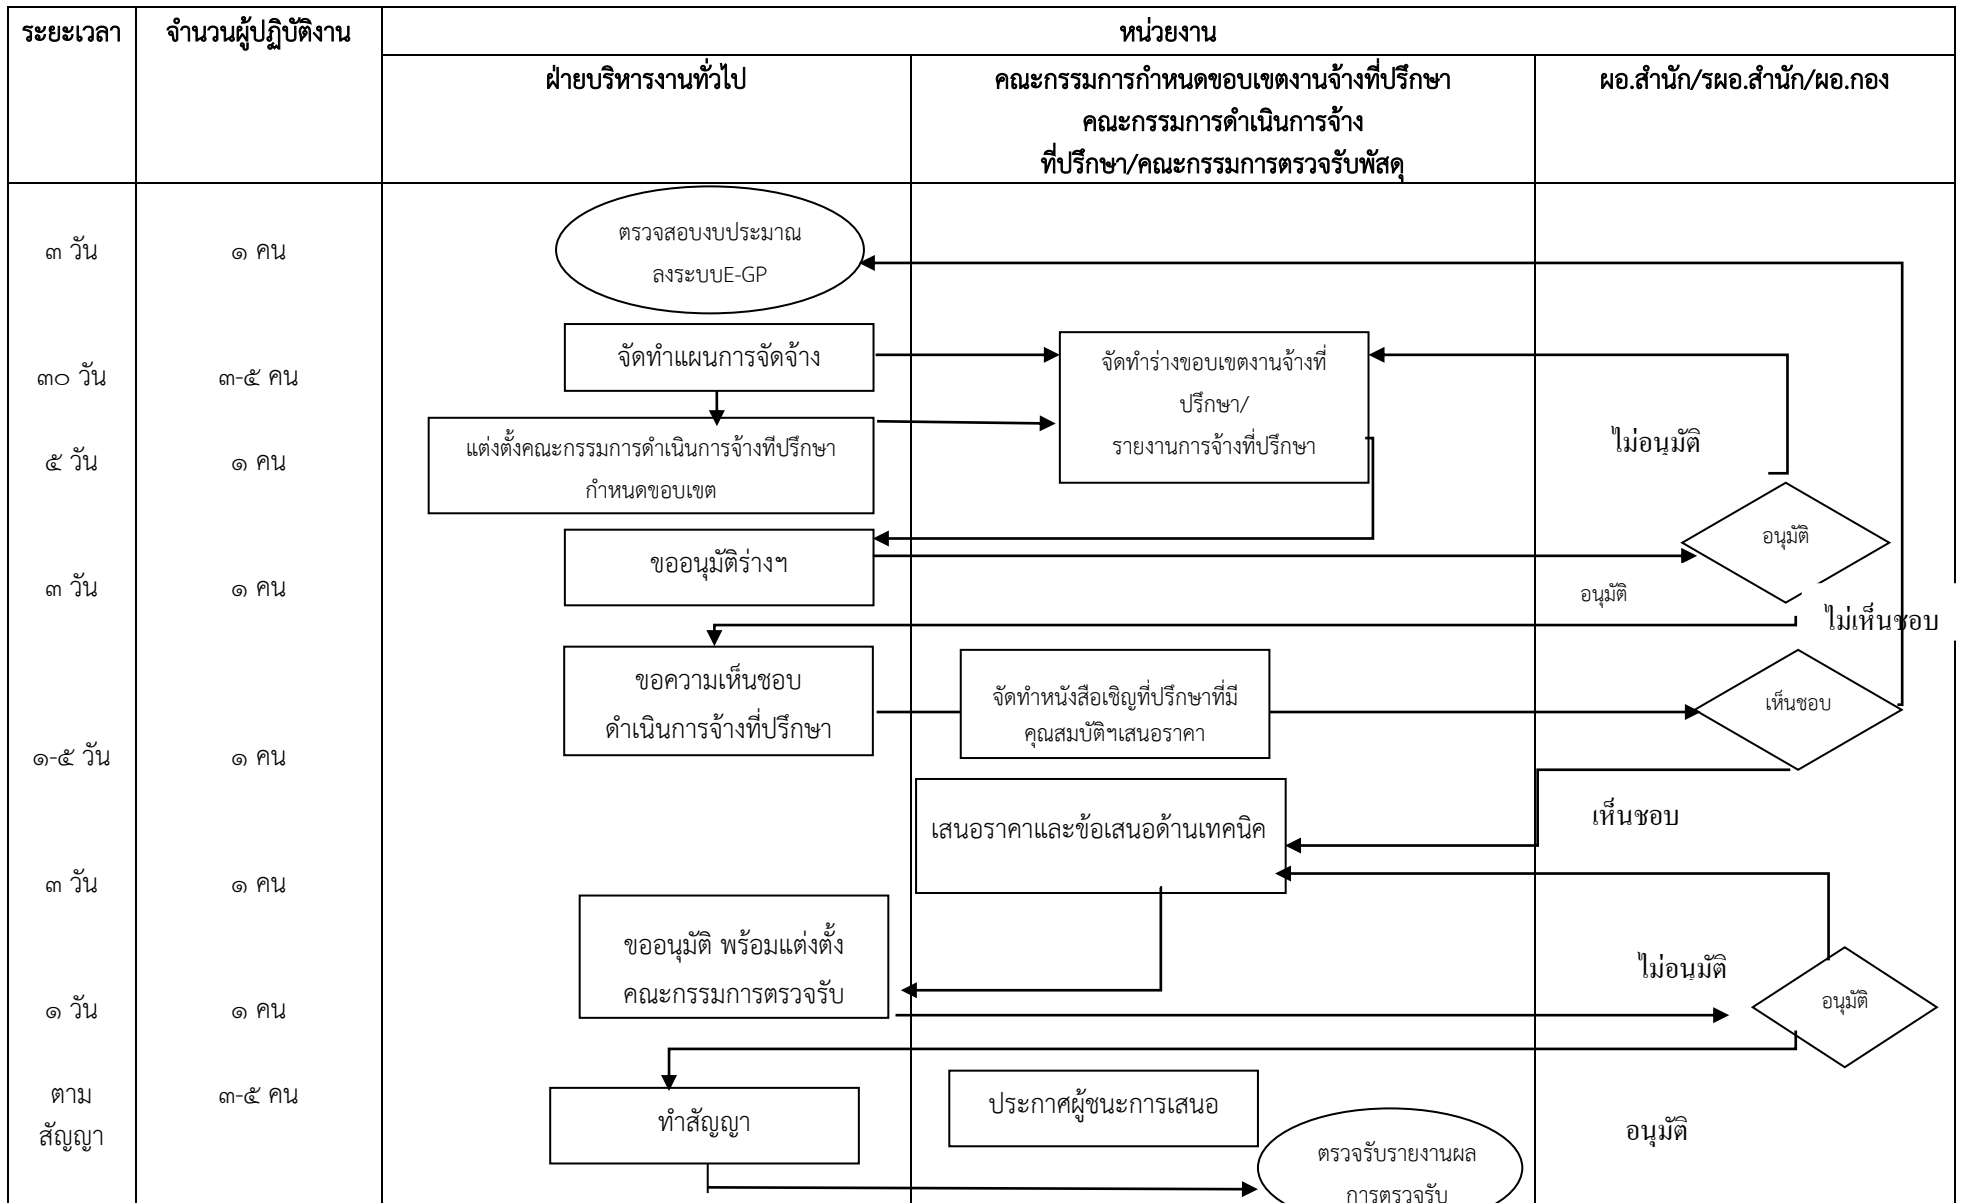 ระยะเวลา
จำนวนผู้ปฏิบัติงาน
หน่วยงาน
ฝ่ายบริหารงานทั่วไป
คณะกรรมการกำหนดขอบเขตงานจ้างที่ปรึกษา
คณะกรรมการดำเนินการจ้าง
ที่ปรึกษา/คณะกรรมการตรวจรับพัสดุ
ผอ.สำนัก/รผอ.สำนัก/ผอ.กอง
๓ วัน
๑ คน
ตรวจสอบงบประมาณ
ลงระบบE-GP
๓๐ วัน
๓-๕ คน
จัดทำแผนการจัดจ้าง
จัดทำร่างขอบเขตงานจ้างที่
ปรึกษา/
รายงานการจ้างที่ปรึกษา
๕ วัน
๑ คน
แต่งตั้งคณะกรรมการดำเนินการจ้างทีปรึกษา
กำหนดขอบเขต
ไม่อนุมัติ
อนุมัติ
๓ วัน
๑ คน
ขออนุมัติร่างฯ
อนุมัติ
ไม่เห็นชอบ
ขอความเห็นชอบ
ดำเนินการจ้างที่ปรึกษา
จัดทำหนังสือเชิญที่ปรึกษาที่มี
คุณสมบัติฯเสนอราคา
เห็นชอบ
๑-๕ วัน
๑ คน
เสนอราคาและข้อเสนอด้านเทคนิค
เห็นชอบ
๓ วัน
๑ คน
ขออนุมัติ พร้อมแต่งตั้ง
คณะกรรมการตรวจรับ
ไม่อนุมัติ
อนุมัติ
๑ วัน
๑ คน
ตาม
สัญญา
๓-๕ คน
ทำสัญญา
ประกาศผู้ชนะการเสนอ
อนุมัติ
ตรวจรับรายงานผล
การตรวจรับ